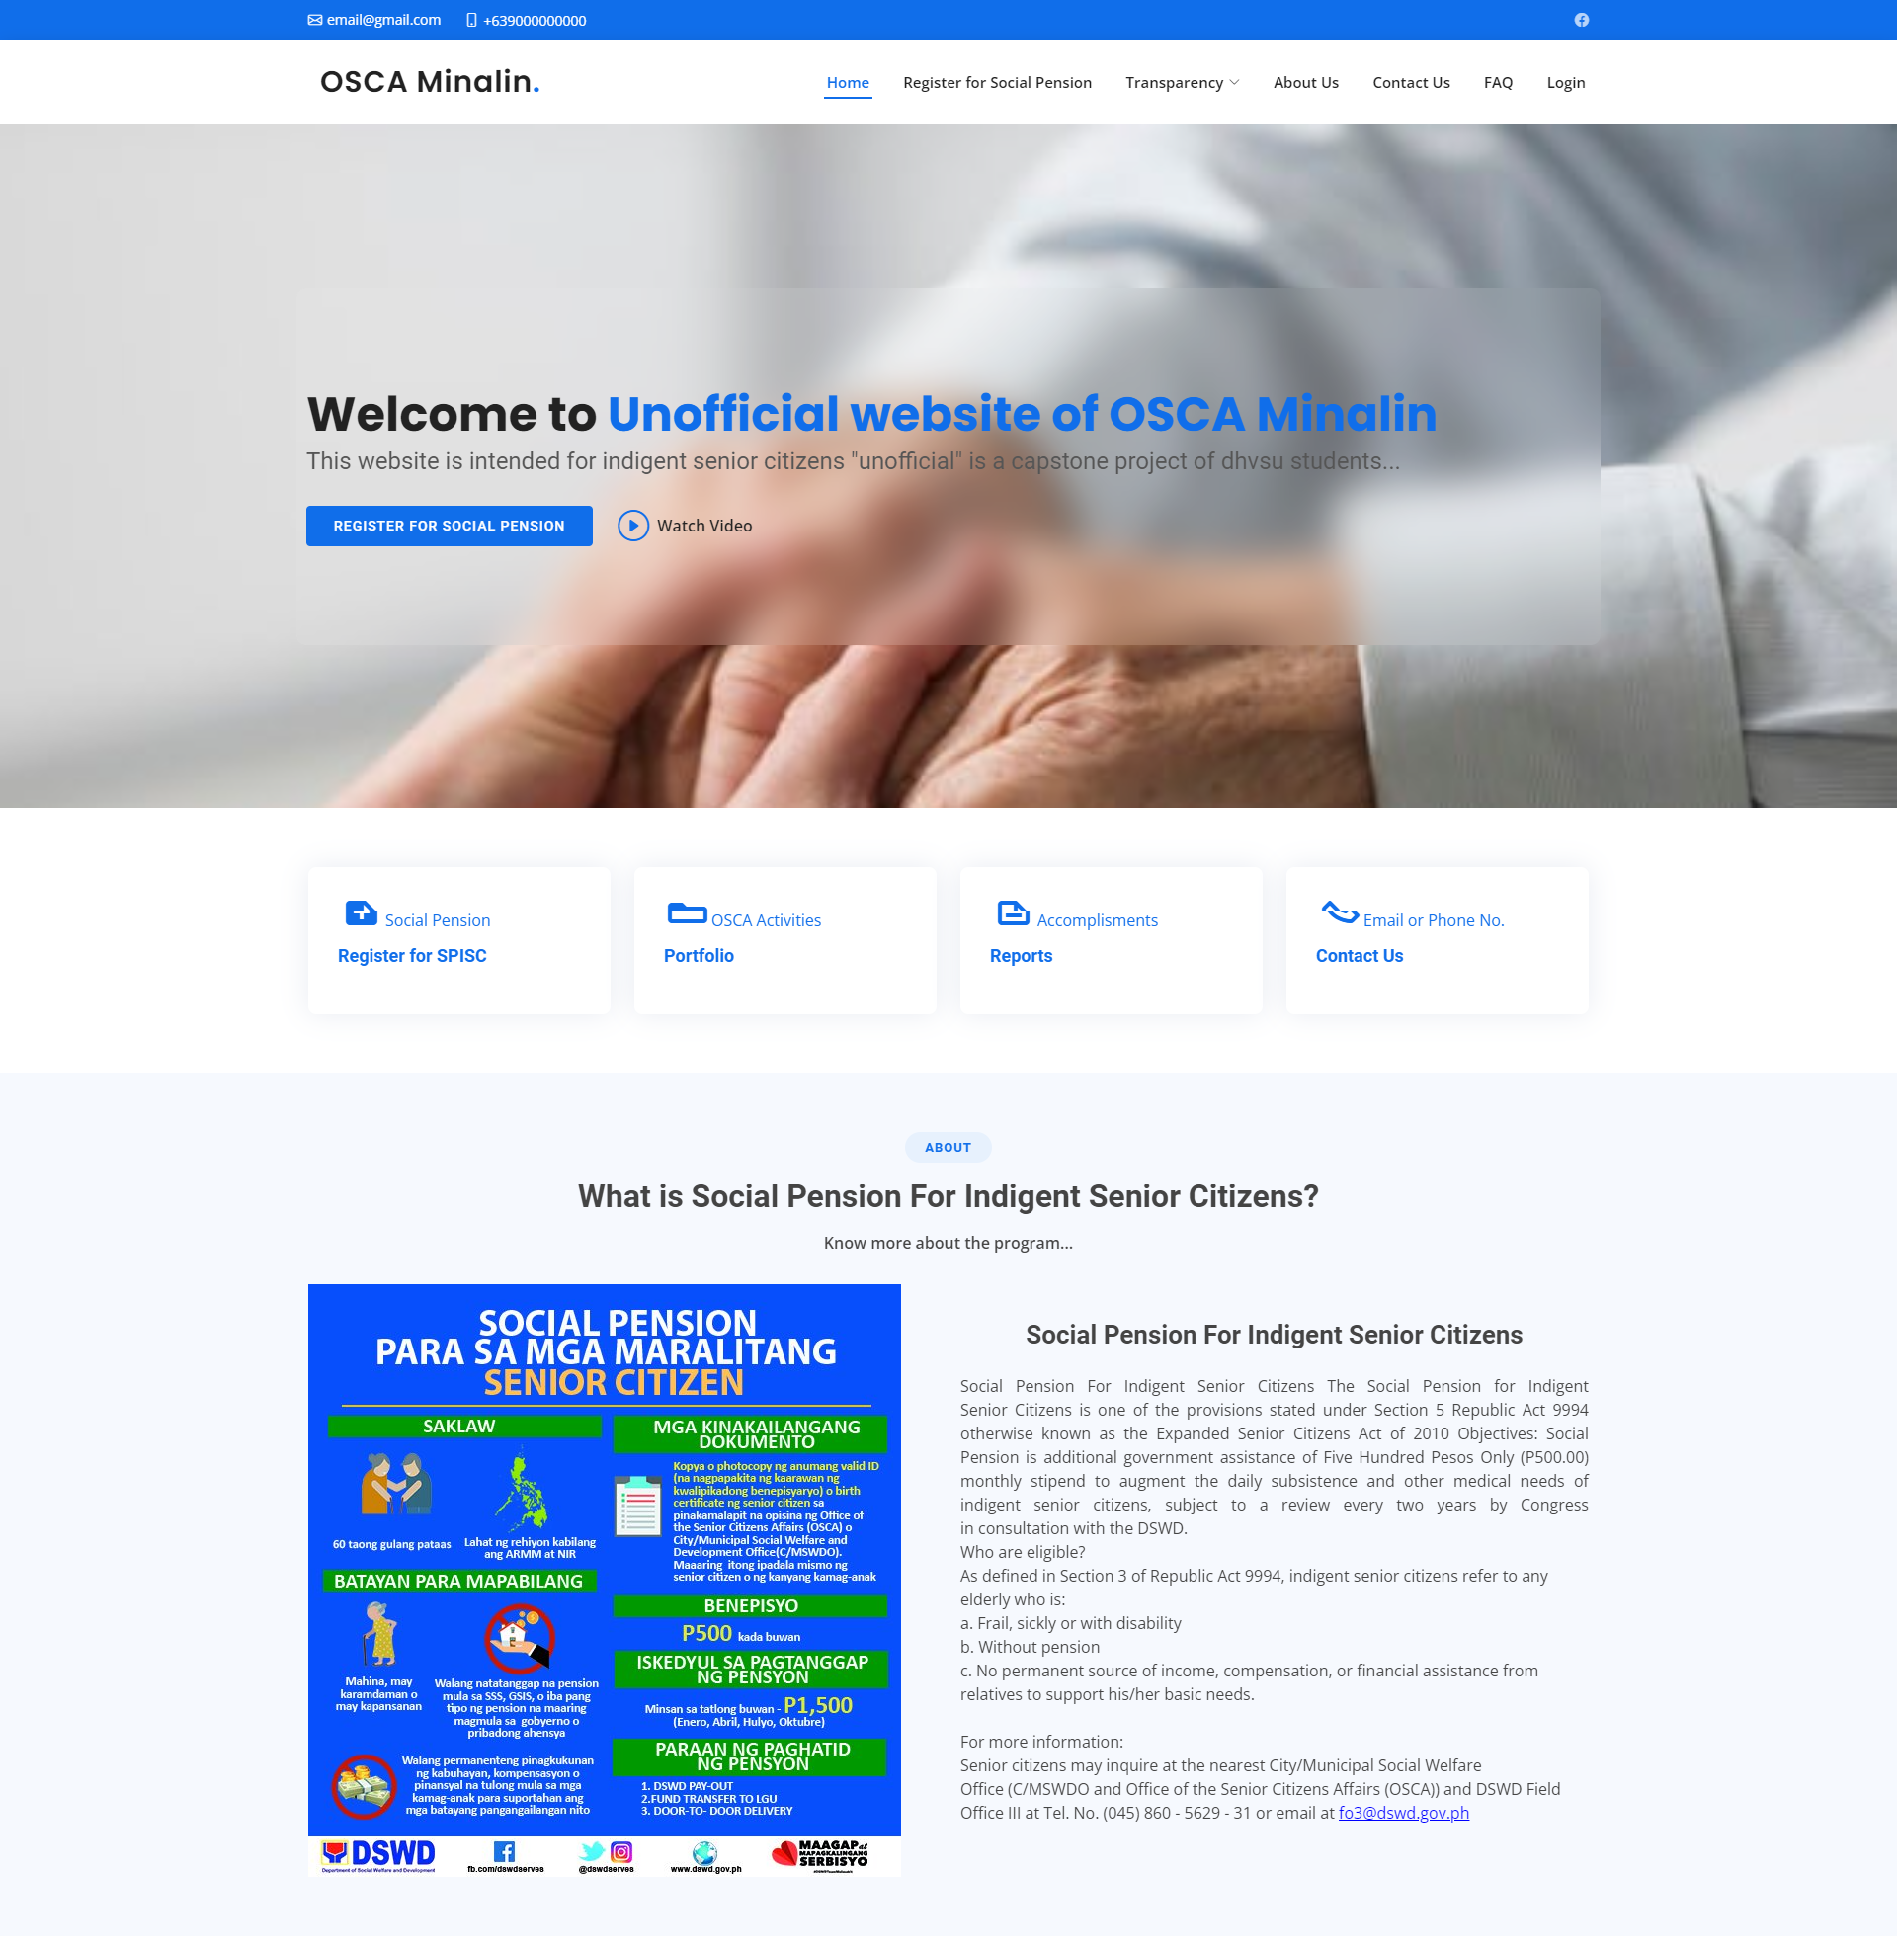 email@gmail.com +639000000000
OSCA Minalin.
Home Register for Social Pension Transparency About Us Contact Us FAQ Login
Welcome to Unofficial website of OSCA Minalin
This website is intended for indigent senior citizens "unofficial" is a capstone project of dhvsu students...
REGISTER FOR SOCIAL PENSION Watch Video
Social Pension
Register for SPISC
OSCA Activities
Portfolio
Accomplisments
Reports
Email or Phone No.
Contact Us
ABOUT
What is Social Pension For Indigent Senior Citizens?
Know more about the program...
SOCIAL PENSION
PARA SA MGA MARALITANG
SENIOR CITIZEN
SAKLAW
60 taong gulang pataas
Lahat ng rehiyon kabilang
ang ARMM at NIR
BATAYAN PARA MAPABILANG
Mahina, may
karamdaman o
may kapansanan
Walang natatanggap na pension
mula sa SSS, GSIS, o iba pang
tipo ng pension na maaring
magmula sa gobyerno o
pribadong ahensya
Walang permanenteng pinagkukunan
ng kabuhayan, kompensasyon o
pinansyal na tulong mula sa mga
kamag-anak para suportahan ang
mga batayang pangangailangan nito
MGA KINAKAILANGANG
DOKUMENTO
Kopya o photocopy ng anumang valid ID
(na nagpapakita ng kaarawan ng
kwalipikadong benepisyaryo) o birth
certificate ng senior citizen sa
pinakamalapit na opisina ng Office of
the Senior Citizens Affairs (OSCA) o
City/Municipal Social Welfare and
Development Office(C/MSWDO).
Maaaring itong ipadala mismo ng
senior citizen o ng kanyang kamag-anak
BENEPISYO
P500 kada buwan
ISKEDYUL SA PAGTANGGAP
NG PENSYON
Minsan sa tatlong buwan - P1,500
(Enero, Abril, Hulyo, Oktubre)
PARAAN NG PAGHATID
NG PENSYON
1. DSWD PAY-OUT
2.FUND TRANSFER TO LGU
3. DOOR-TO- DOOR DELIVERY
DSWD
Department of Social Welfare and Development
fb.com/dswdserves
@dswdserves
www.dswd.gov.ph
MAAGAP at
MAPAGKALINGANG
SERBISYO
Social Pension For Indigent Senior Citizens
Social Pension For Indigent Senior Citizens The Social Pension for Indigent
Senior Citizens is one of the provisions stated under Section 5 Republic Act 9994
otherwise known as the Expanded Senior Citizens Act of 2010 Objectives: Social
Pension is additional government assistance of Five Hundred Pesos Only (P500.00)
monthly stipend to augment the daily subsistence and other medical needs of
indigent senior citizens, subject to a review every two years by Congress
in consultation with the DSWD.
Who are eligible?
As defined in Section 3 of Republic Act 9994, indigent senior citizens refer to any
elderly who is:
a. Frail, sickly or with disability
b. Without pension
c. No permanent source of income, compensation, or financial assistance from
relatives to support his/her basic needs.
For more information:
Senior citizens may inquire at the nearest City/Municipal Social Welfare
Office (C/MSWDO and Office of the Senior Citizens Affairs (OSCA)) and DSWD Field
Office III at Tel. No. (045) 860 - 5629 - 31 or email at fo3@dswd.gov.ph